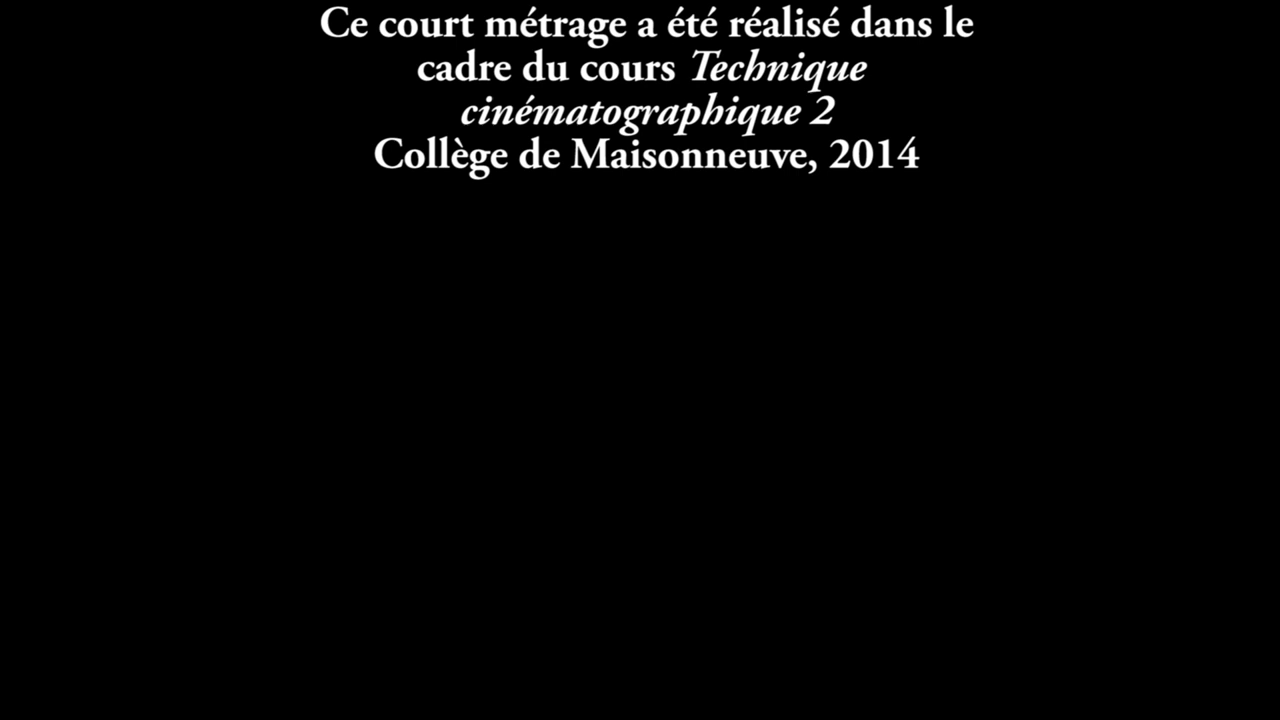 Ce court métrage a été réalisé dans le
cadre du cours Technique
cinématographique 2
Collège de Maisonneuve, 2014